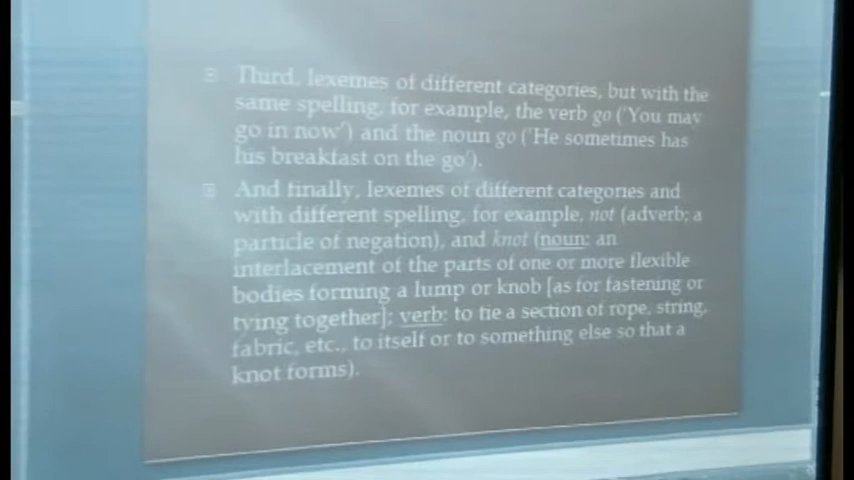 Third, lexemes of different categories, but with the
same spelling, for example, the verb go ('You may
go in now') and the noun go ('He sometimes has
his breakfast on the go').
And finally, lexemes of different categories and
with different spelling, for example, not (adverb; a
particle of negation), and knot (noun: an
interlacement of the parts of one or more flexible
bodies forming a lump or knob [as for fastening or
tying together]; verb: to tie a section of rope, string,
fabric, etc., to itself or to something else so that a
knot forms).